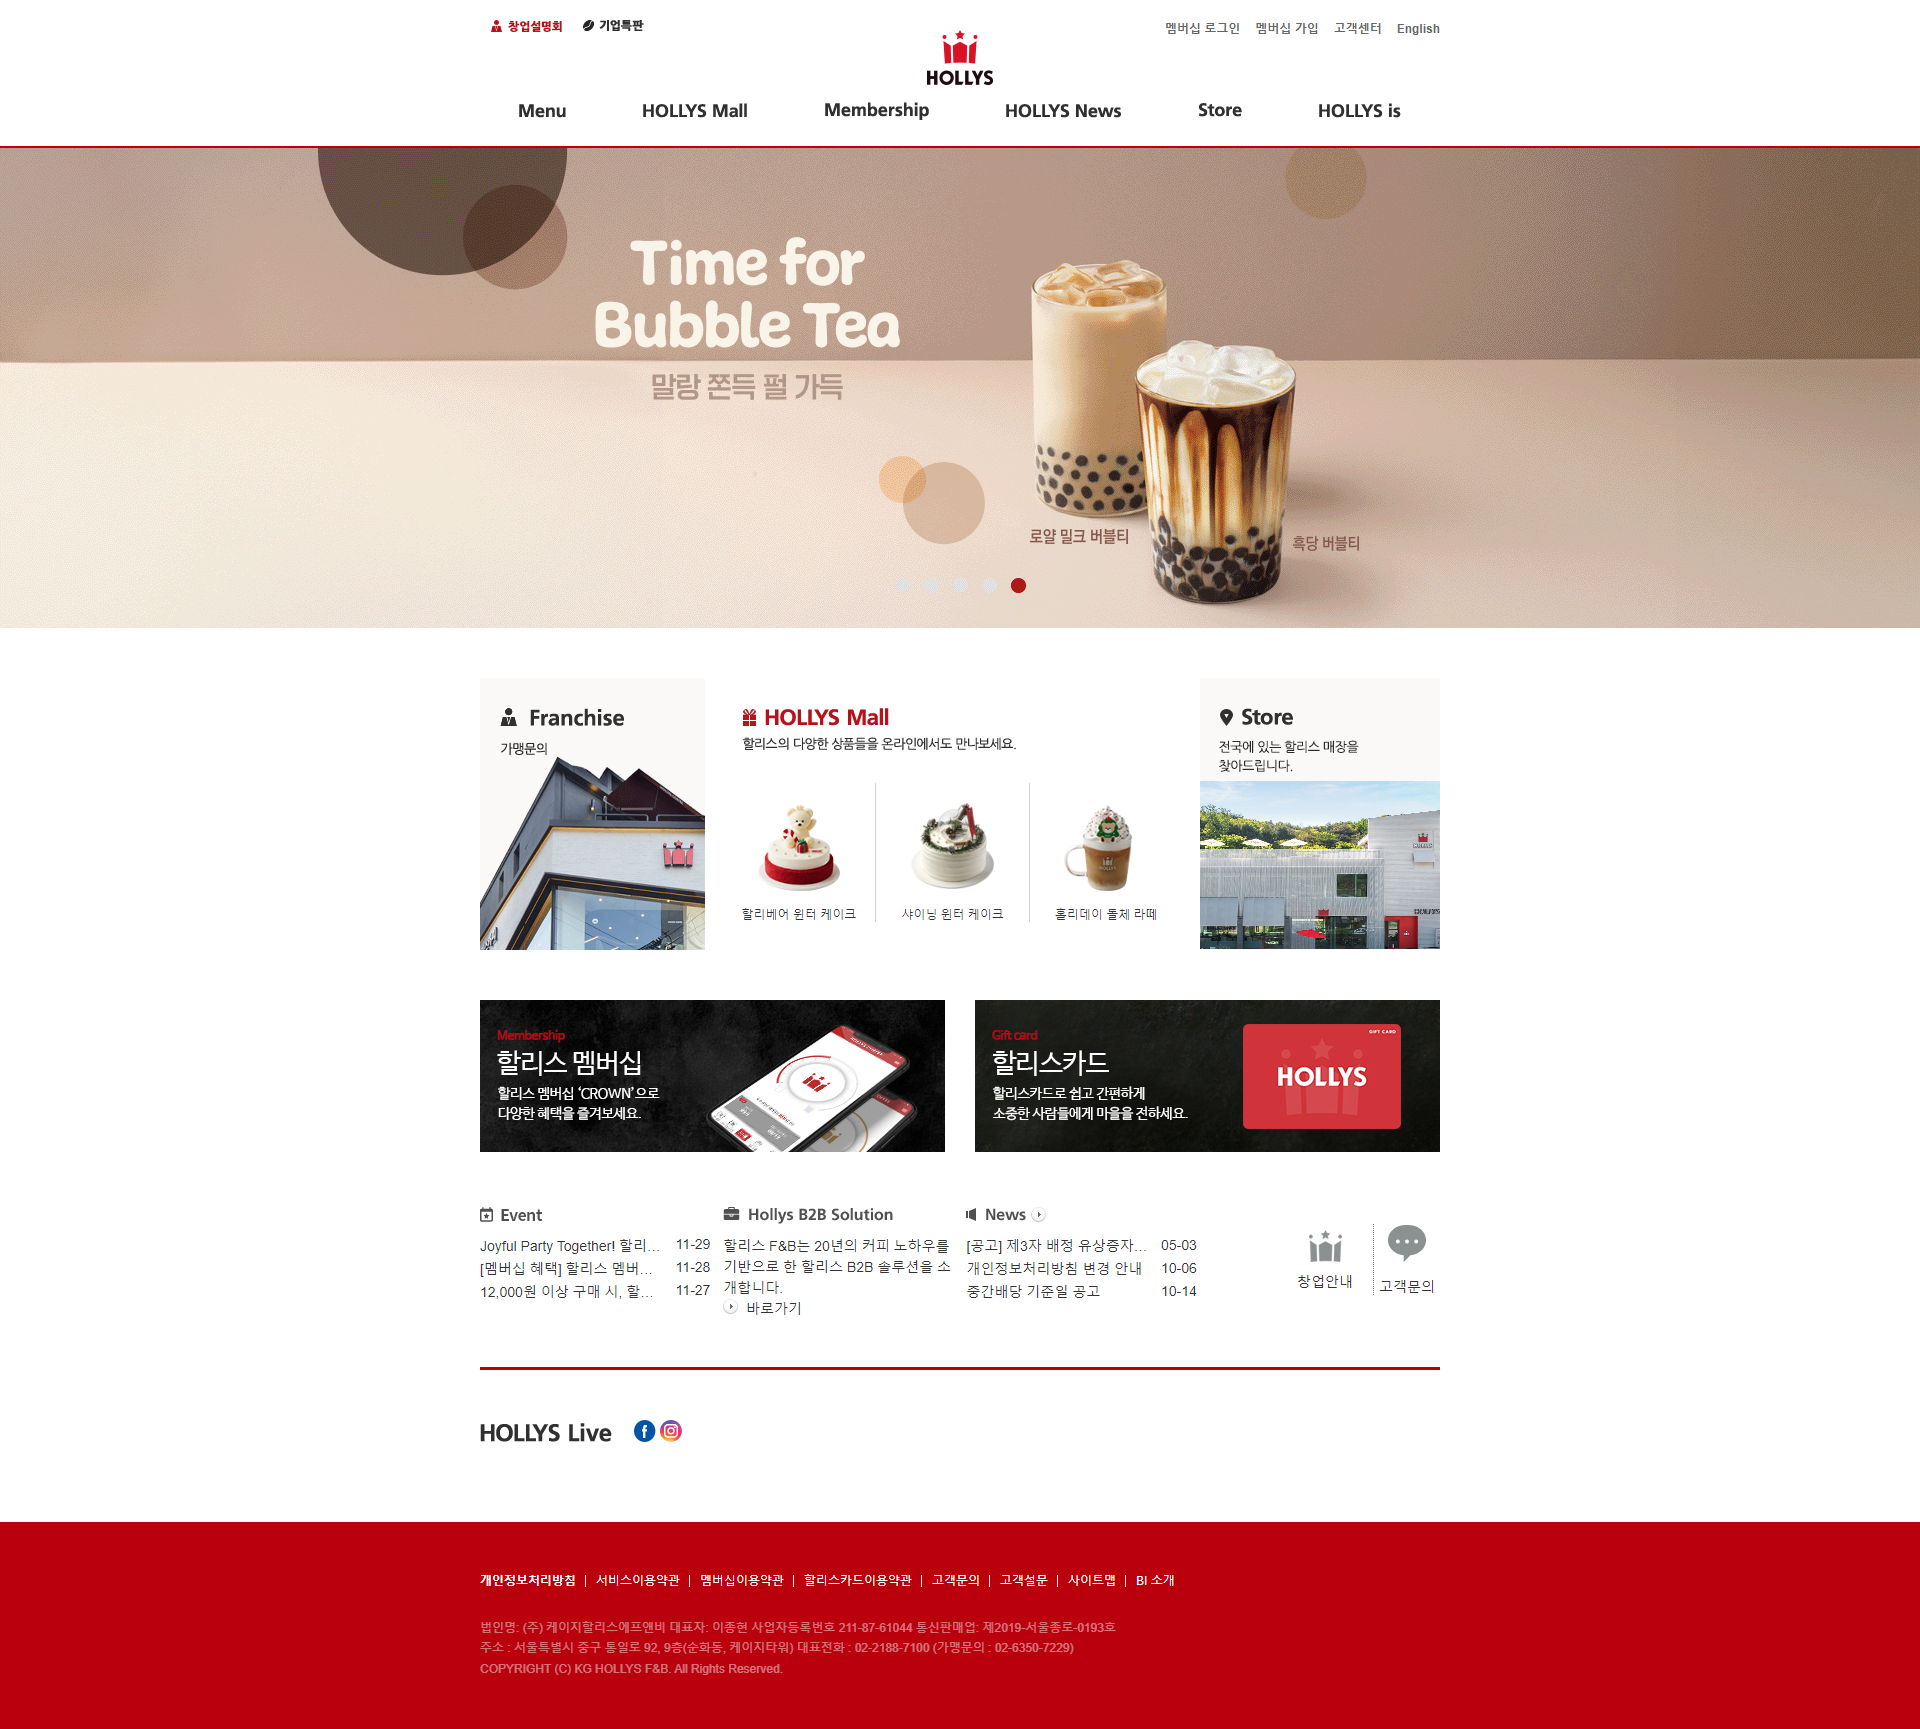 창업설명회 기업특판
멤버십 로그인 멤버십 가입 고객센터 English
HOLLYS
Menu HOLLYS Mall Membership HOLLYS News Store HOLLYS is
Time for
Bubble Tea
말랑 쫀득 펄 가득
로얄 밀크 버블티
흑당 버블티
Franchise
가맹문의
HOLLYS Mall
할리스의 다양한 상품들을 온라인에서도 만나보세요.
할리베어 윈터 케이크
샤이닝 윈터 케이크
홀리데이 돌체 라떼
Store
전국에 있는 할리스 매장을
찾아드립니다.
Membership
할리스 멤버십
할리스 멤버십 ‘CROWN’으로
다양한 혜택을 즐겨보세요.
Gift card
할리스카드
할리스카드로 쉽고 간편하게
소중한 사람들에게 마을을 전하세요.
GIFT CARD
HOLLYS
Event
Joyful Party Together! 할리... 11-29
[멤버십 혜택] 할리스 멤버... 11-28
12,000원 이상 구매 시, 할... 11-27
Hollys B2B Solution
할리스 F&B는 20년의 커피 노하우를
기반으로 한 할리스 B2B 솔루션을 소
개합니다.
바로가기
News
[공고] 제3자 배정 유상증자... 05-03
개인정보처리방침 변경 안내 10-06
중간배당 기준일 공고 10-14
창업안내
고객문의
HOLLYS Live
개인정보처리방침 | 서비스이용약관 | 멤버십이용약관 | 할리스카드이용약관 | 고객문의 | 고객설문 | 사이트맵 | BI 소개
법인명: (주) 케이지할리스에프앤비 대표자: 이종현 사업자등록번호 211-87-61044 통신판매업: 제2019-서울종로-0193호
주소 : 서울특별시 중구 통일로 92, 9층(순화동, 케이지타워) 대표전화 : 02-2188-7100 (가맹문의 : 02-6350-7229)
COPYRIGHT (C) KG HOLLYS F&B. All Rights Reserved.